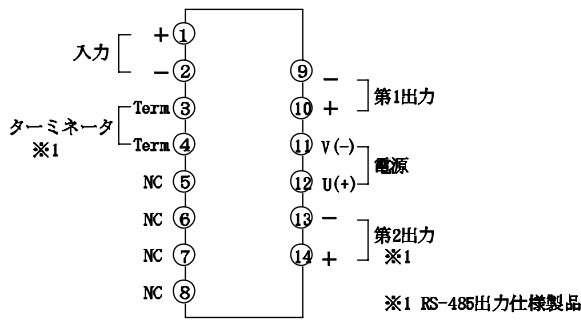 入力
+ ①
− ②
ターミネータ
※1
Term ③
Term ④
NC ⑤
NC ⑥
NC ⑦
NC ⑧
⑨ −
⑩ +
第1出力
⑪ V(−)
⑫ U(+)
電源
⑬ −
⑭ +
第2出力
※1
※1 RS-485出力仕様製品